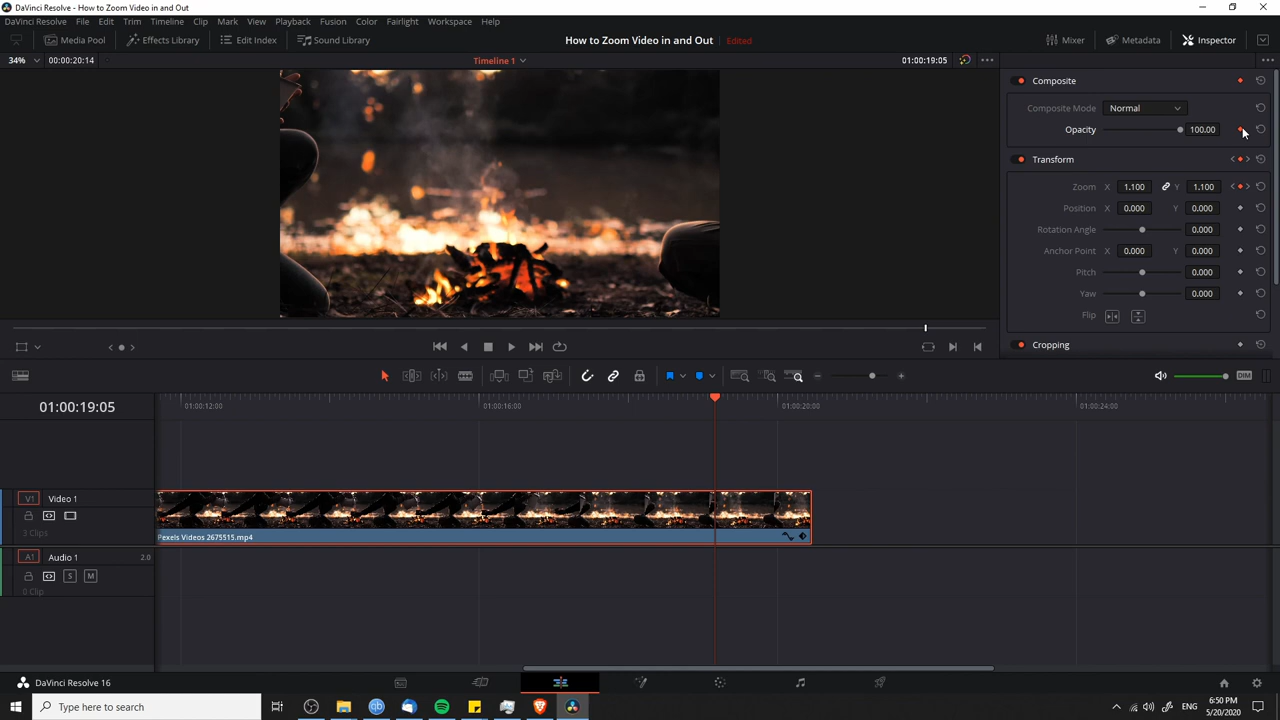 DaVinci Resolve - How to Zoom Video in and Out
DaVinci Resolve File Edit Trim Timeline Clip Mark View Playback Fusion Color Fairlight Workspace Help
Media Pool Effects Library Edit Index Sound Library How to Zoom Video in and Out Edited Mixer Metadata Inspector
34% 00:00:20:14 Timeline 1 01:00:19:05
Composite
Composite Mode Normal
Opacity 100.00
Transform
Zoom X 1.100 Y 1.100
Position X 0.000 Y 0.000
Rotation Angle 0.000
Anchor Point X 0.000 Y 0.000
Pitch 0.000
Yaw 0.000
Flip
Cropping
DIM
01:00:19:05 01:00:12:00 01:00:16:00 01:00:20:00 01:00:24:00
V1 Video 1
3 Clips
Pexels Videos 2675515.mp4
A1 Audio 1 2.0
S M
0 Clip
DaVinci Resolve 16
Type here to search
qb
ENG
6:50 PM
5/20/2020